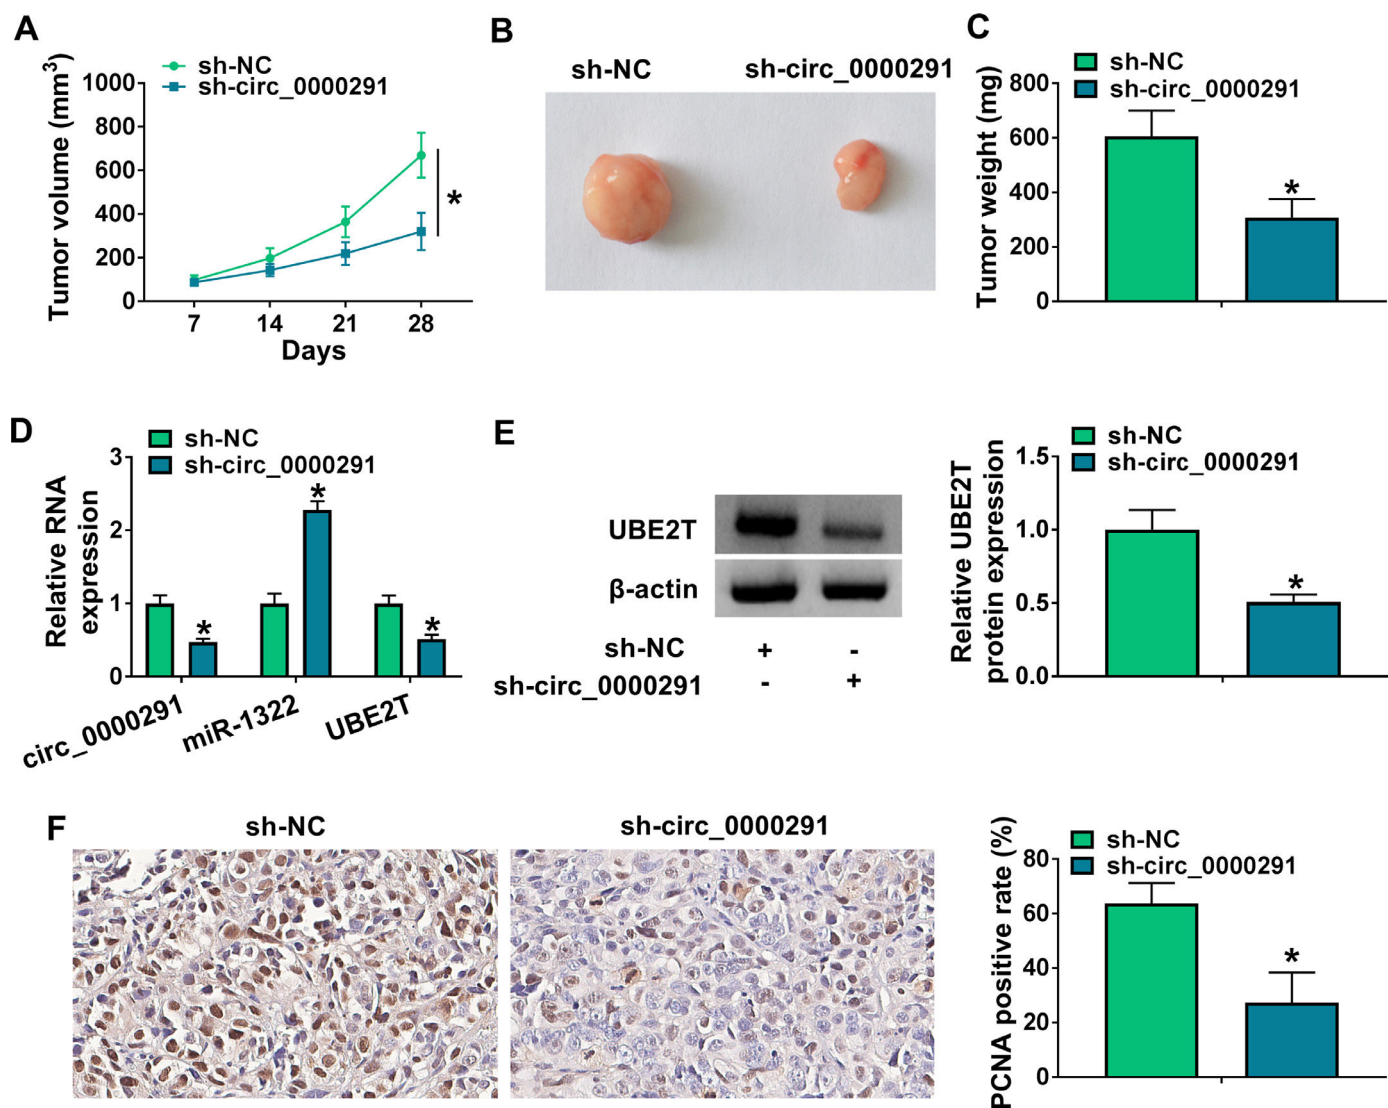 A
sh-NC
sh-circ_0000291
Tumor volume (mm³)
1000
800
600
400
200
0
*
7 14 21 28
Days
B
sh-NC sh-circ_0000291
C
sh-NC
sh-circ_0000291
Tumor weight (mg)
800
600
400
200
0
*
D
sh-NC
sh-circ_0000291
Relative RNA
expression
3
2
1
0
* * *
circ_0000291 miR-1322 UBE2T
E
UBE2T
β-actin
sh-NC + -
sh-circ_0000291 - +
sh-NC
sh-circ_0000291
Relative UBE2T
protein expression
1.5
1.0
0.5
0.0
*
F
sh-NC sh-circ_0000291
sh-NC
sh-circ_0000291
PCNA positive rate (%)
80
60
40
20
0
*